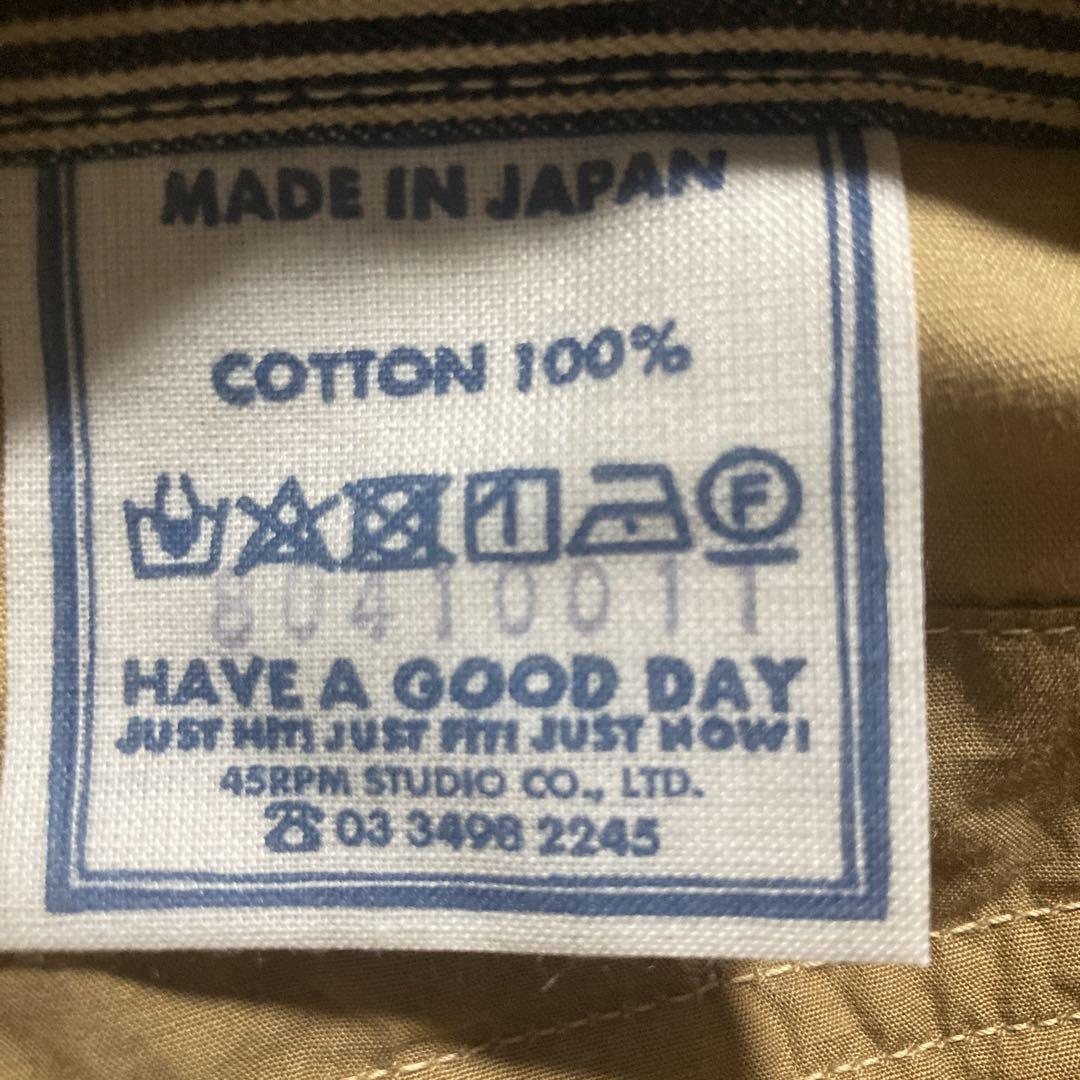 MADE IN JAPAN
COTTON 100%
1 F
80410011
HAVE A GOOD DAY
JUST HIT! JUST FIT! JUST NOW!
45RPM STUDIO CO., LTD.
☎ 03 3498 2245